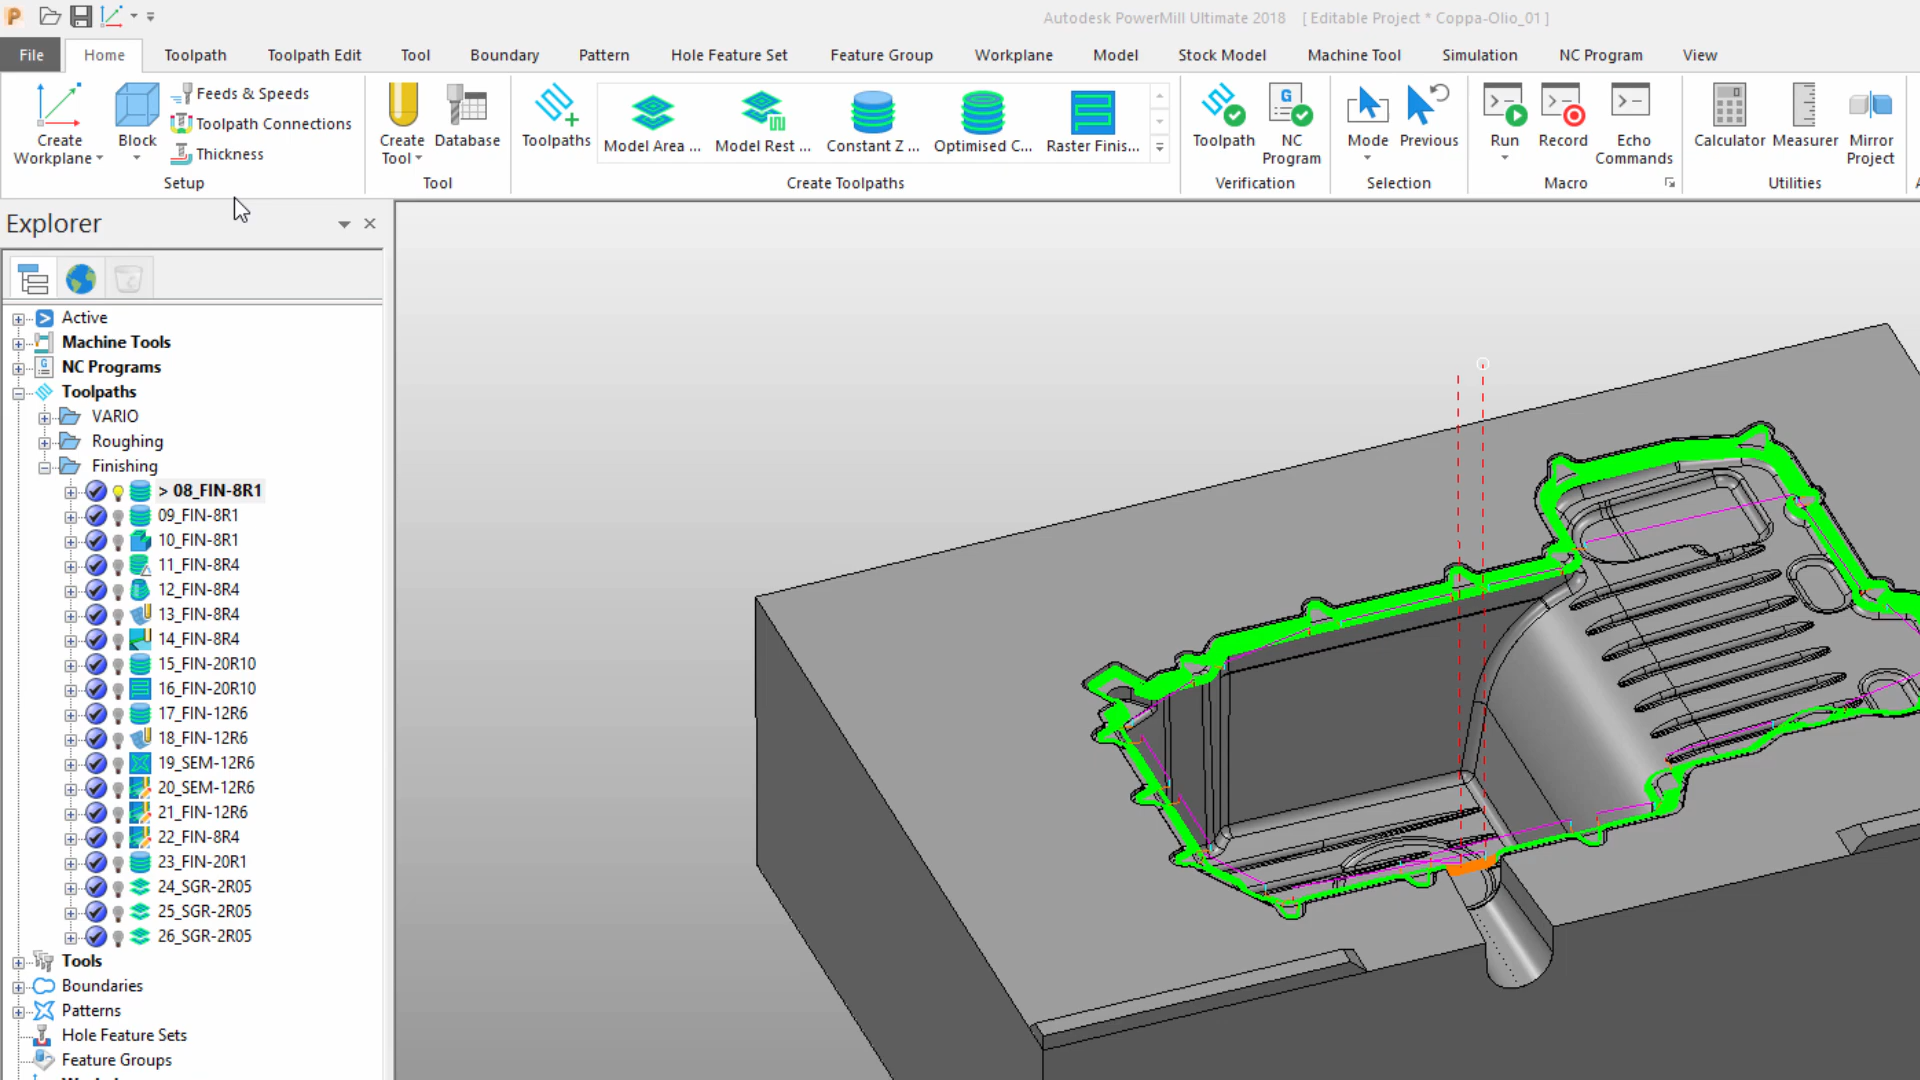 Autodesk PowerMill Ultimate 2018 [ Editable Project * Coppa-Olio_01 ]
File Home Toolpath Toolpath Edit Tool Boundary Pattern Hole Feature Set Feature Group Workplane Model Stock Model Machine Tool Simulation NC Program View
Create Workplane
Block
Feeds & Speeds
Toolpath Connections
Thickness
Setup
Create Tool
Database
Tool
Toolpaths
Model Area ...
Model Rest ...
Constant Z ...
Optimised C...
Raster Finis...
Create Toolpaths
Toolpath
NC Program
Verification
Mode
Previous
Selection
Run
Record
Echo Commands
Macro
Calculator
Measurer
Mirror Project
Utilities
Explorer
Active
Machine Tools
NC Programs
Toolpaths
VARIO
Roughing
Finishing
> 08_FIN-8R1
09_FIN-8R1
10_FIN-8R1
11_FIN-8R4
12_FIN-8R4
13_FIN-8R4
14_FIN-8R4
15_FIN-20R10
16_FIN-20R10
17_FIN-12R6
18_FIN-12R6
19_SEM-12R6
20_SEM-12R6
21_FIN-12R6
22_FIN-8R4
23_FIN-20R1
24_SGR-2R05
25_SGR-2R05
26_SGR-2R05
Tools
Boundaries
Patterns
Hole Feature Sets
Feature Groups